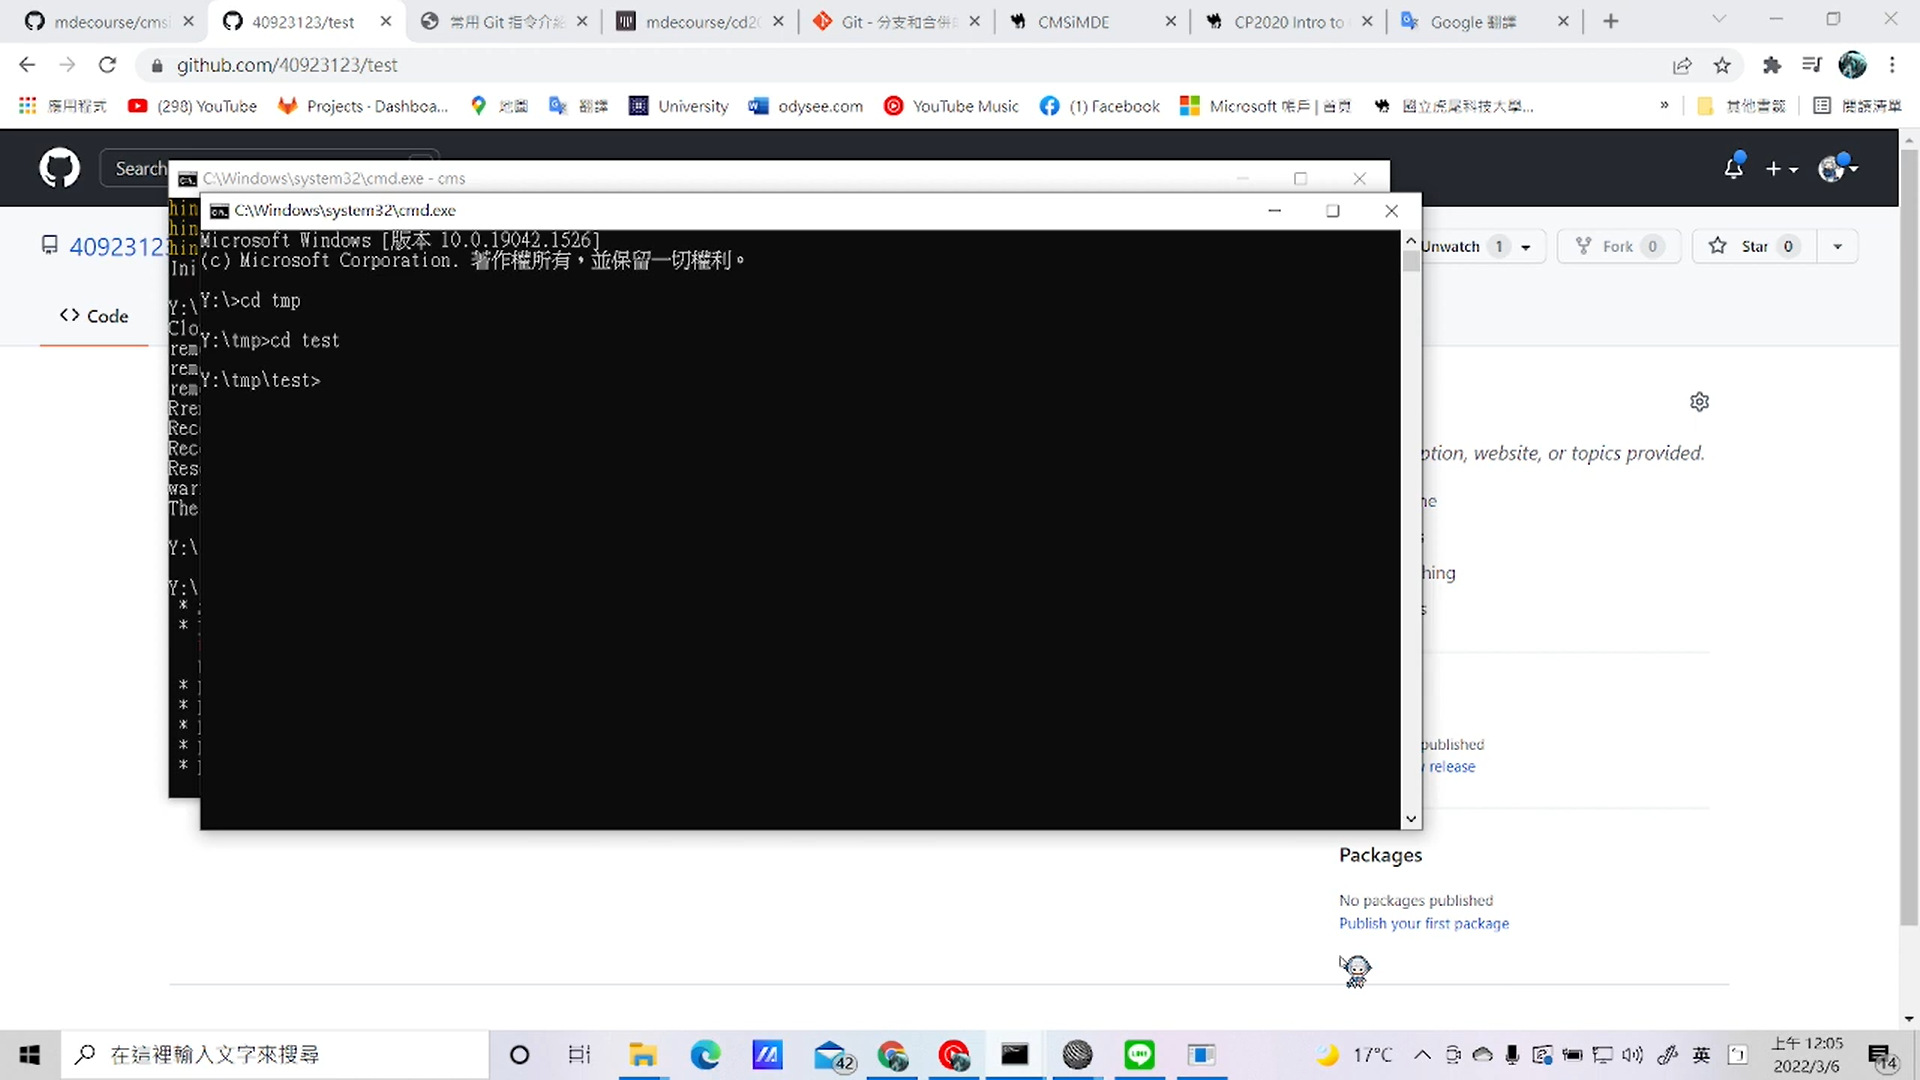 mdecourse/cmsi
40923123/test
常用 Git 指令介紹
mdecourse/cd20
Git - 分支和合併
CMSiMDE
CP2020 Intro to
Google 翻譯
github.com/40923123/test
應用程式
(298) YouTube
Projects · Dashboa...
地圖
翻譯
University
odysee.com
YouTube Music
(1) Facebook
Microsoft 帳戶 | 首頁
國立虎尾科技大學...
»
其他書籤
閱讀清單
Search
C:\Windows\system32\cmd.exe - cms
C:\Windows\system32\cmd.exe
hin
hin
hin
Ini
Y:\
Clo
rem
rem
rem
Rre
Rec
Rec
Res
war
The
Y:\
Y:\
*
*
*
*
*
*
*
Microsoft Windows [版本 10.0.19042.1526]
(c) Microsoft Corporation. 著作權所有，並保留一切權利。
Y:\>cd tmp
Y:\tmp>cd test
Y:\tmp\test>
4092312
Unwatch 1
Fork 0
Star 0
<> Code
ption, website, or topics provided.
ne
hing
s
published
release
Packages
No packages published
Publish your first package
在這裡輸入文字來搜尋
42
17°C
英
上午 12:05
2022/3/6
14